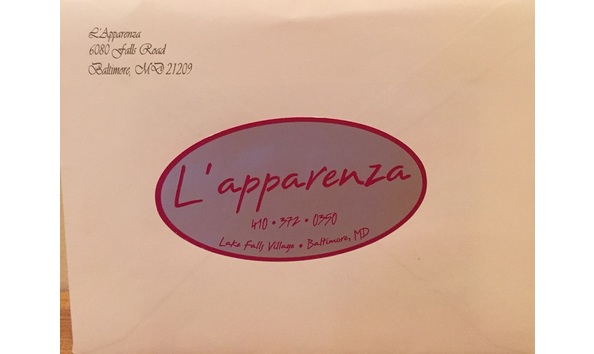 L'Apparenza
6080 Falls Road
Baltimore, MD 21209
L'apparenza
410 • 372 • 0350
Lake Falls Village • Baltimore, MD